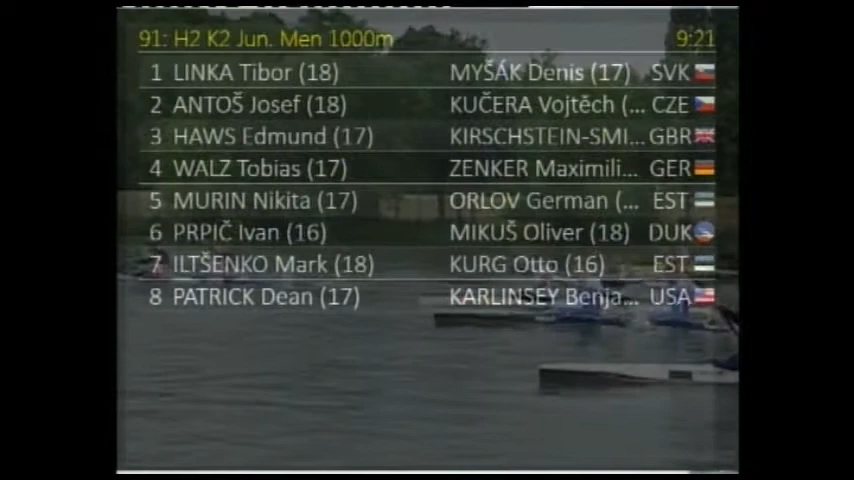 91: H2 K2 Jun. Men 1000m 9:21
1 LINKA Tibor (18) MYŠÁK Denis (17) SVK
2 ANTOŠ Josef (18) KUČERA Vojtěch (... CZE
3 HAWS Edmund (17) KIRSCHSTEIN-SMI... GBR
4 WALZ Tobias (17) ZENKER Maximili... GER
5 MURIN Nikita (17) ORLOV German (... EST
6 PRPIČ Ivan (16) MIKUŠ Oliver (18) DUK
7 ILTŠENKO Mark (18) KURG Otto (16) EST
8 PATRICK Dean (17) KARLINSEY Benja... USA